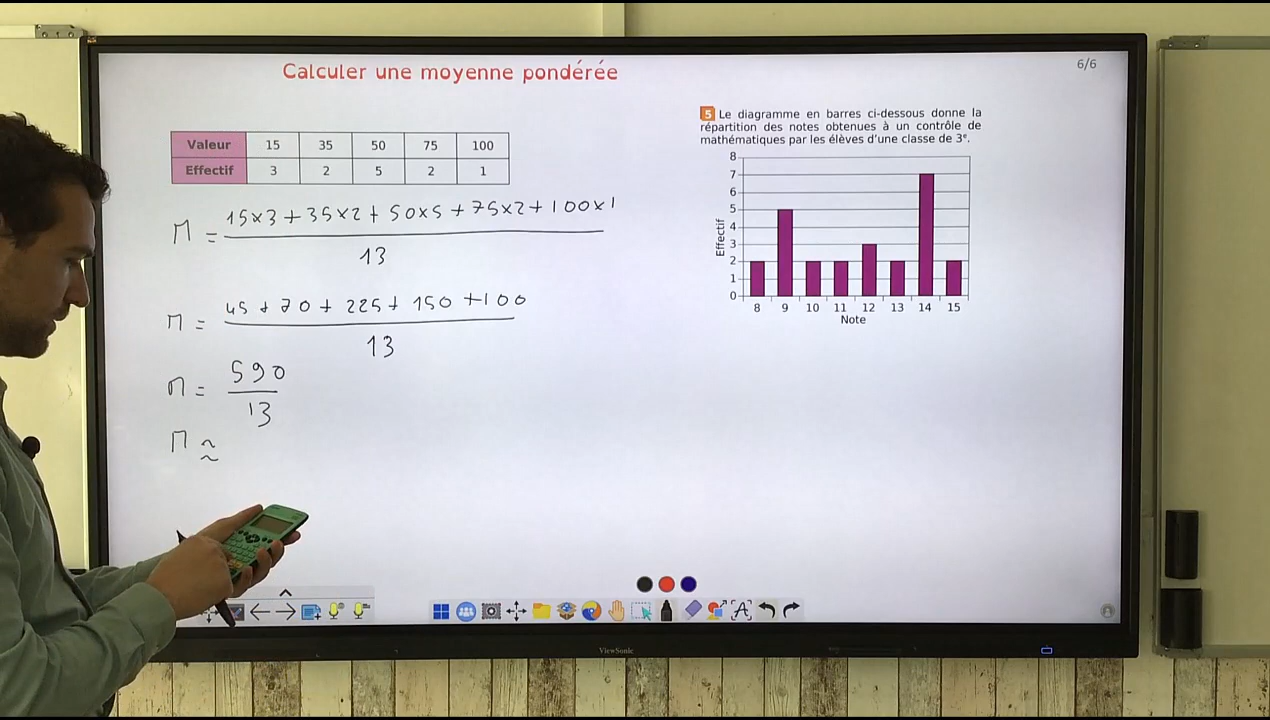 Calculer une moyenne pondérée
6/6
Valeur 15 35 50 75 100
Effectif 3 2 5 2 1
M = 15×3 + 35×2 + 50×5 + 75×2 + 100×1
13
M = 45 + 70 + 225 + 150 + 100
13
M = 590
13
M ≈
5 Le diagramme en barres ci-dessous donne la
répartition des notes obtenues à un contrôle de
mathématiques par les élèves d'une classe de 3e.
8
7
6
5
4
3
2
1
0
Effectif
8 9 10 11 12 13 14 15
Note
ViewSonic